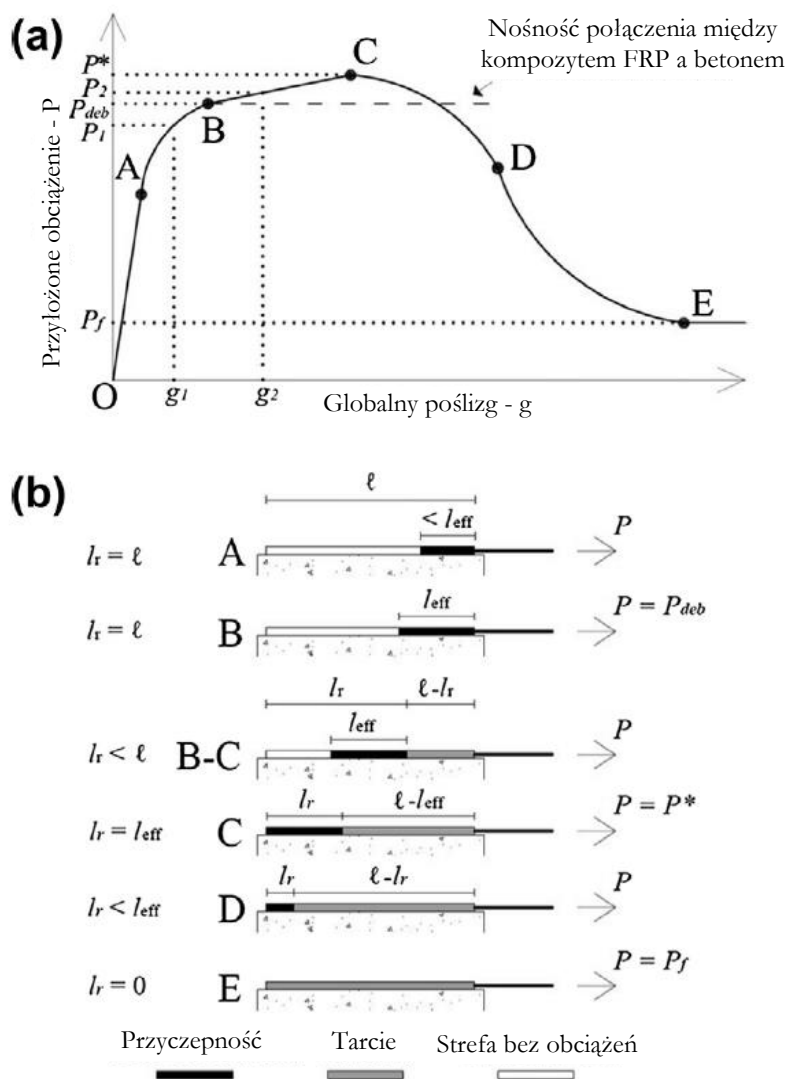 (a)
Nośność połączenia między
kompozytem FRP a betonem
Przyłożone obciążenie - P
P*
P2
Pdeb
P1
Pf
A
B
C
D
E
O
g1
g2
Globalny poślizg - g
(b)
ℓ
< leff
lr = ℓ
A
P
leff
lr = ℓ
B
P = Pdeb
lr
ℓ-lr
leff
lr < ℓ
B-C
P
lr
ℓ-leff
lr = leff
C
P = P*
lr
ℓ-lr
lr < leff
D
P
lr = 0
E
P = Pf
Przyczepność
Tarcie
Strefa bez obciążeń